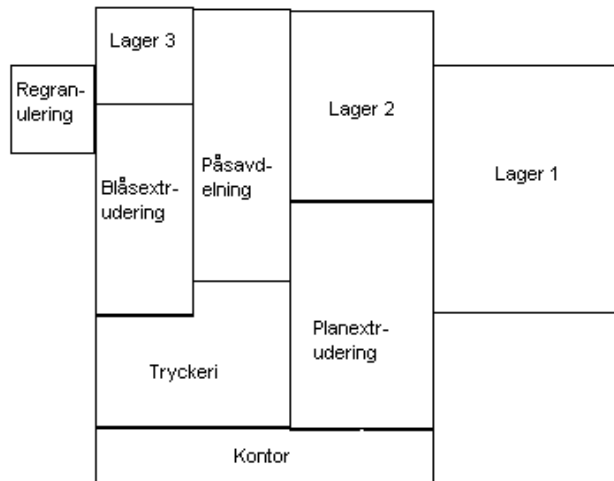 Lager 3
Regran-
ulering
Lager 2
Påsavd-
elning
Lager 1
Blåsextr-
udering
Planextr-
udering
Tryckeri
Kontor